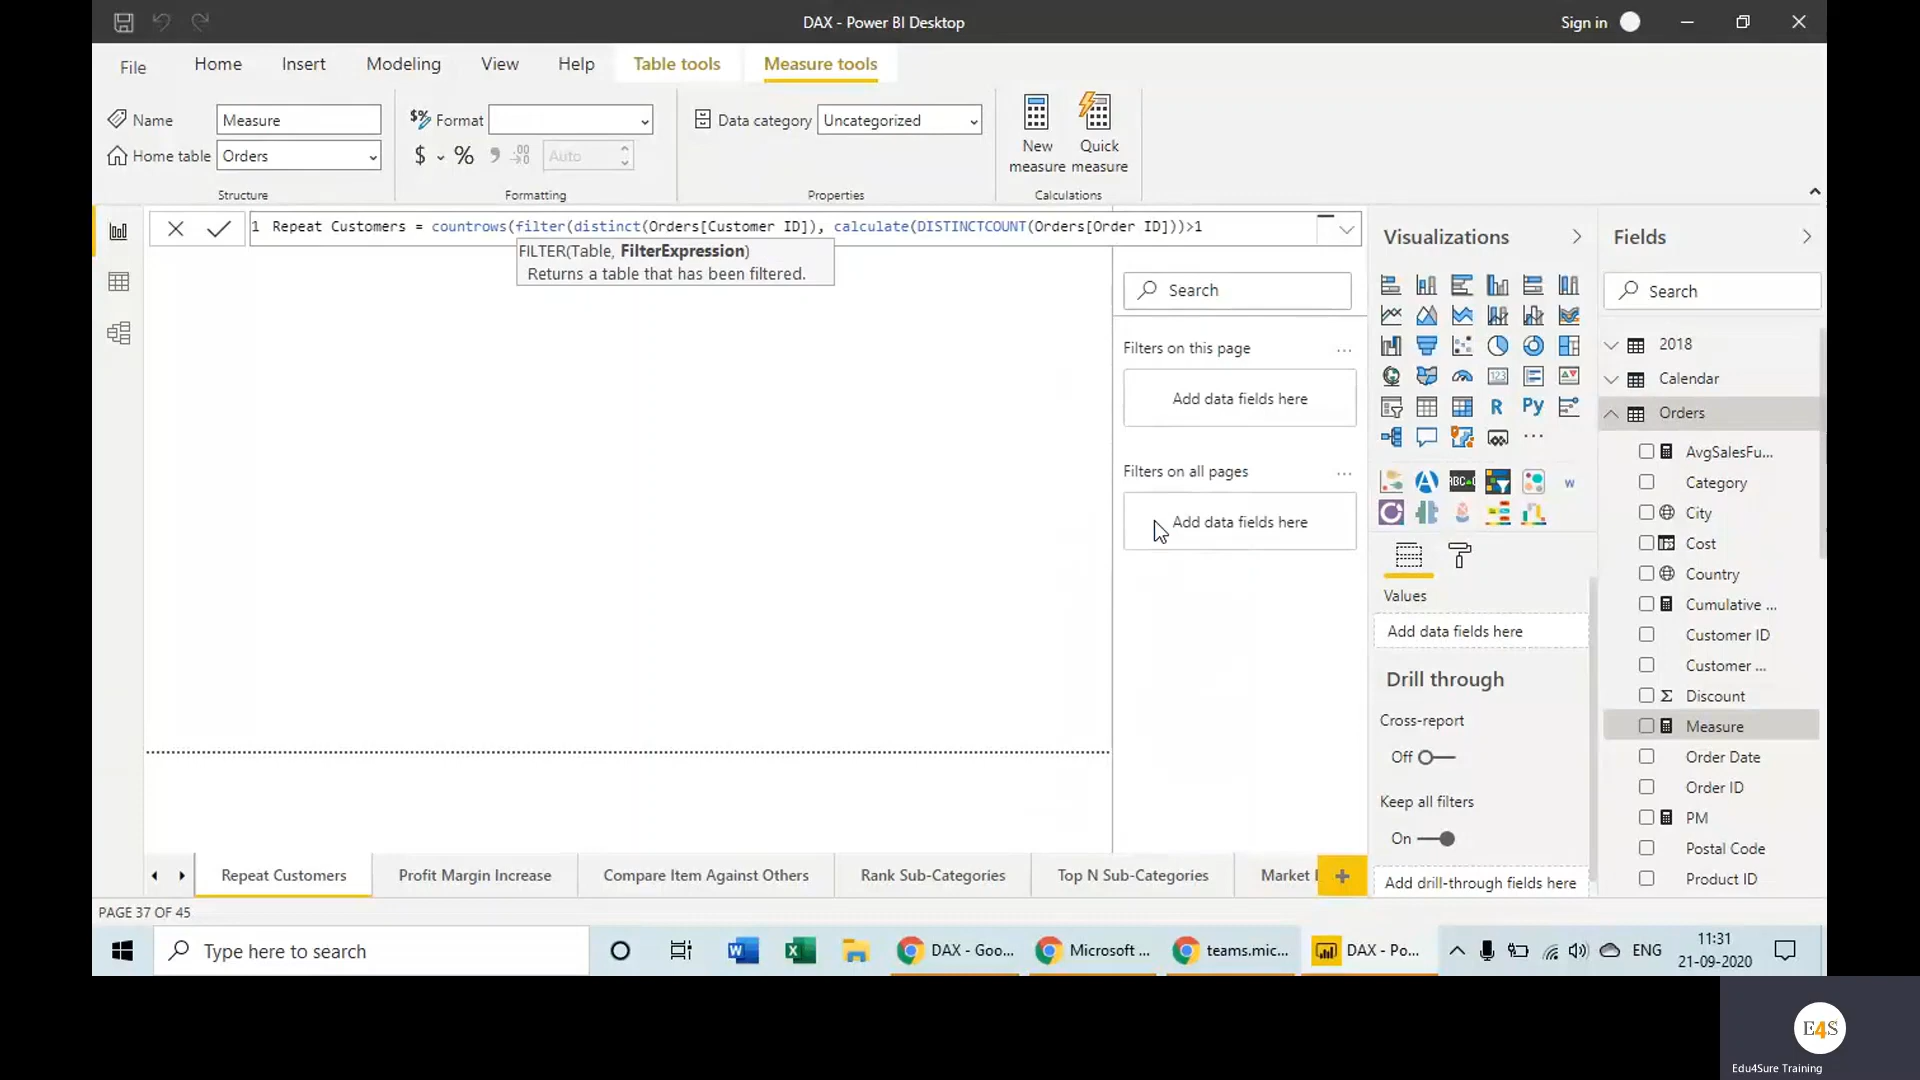 DAX - Power BI Desktop
Sign in
File
Home
Insert
Modeling
View
Help
Table tools
Measure tools
Name
Measure
Home table
Orders
Structure
$% Format
$
%
Auto
Formatting
Data category
Uncategorized
Properties
New measure
Quick measure
Calculations
1 Repeat Customers = countrows(filter(distinct(Orders[Customer ID]), calculate(DISTINCTCOUNT(Orders[Order ID]))>1
FILTER(Table, FilterExpression)
Returns a table that has been filtered.
Search
Filters on this page
...
Add data fields here
Filters on all pages
...
Add data fields here
Visualizations
R
Py
...
Values
Add data fields here
Drill through
Cross-report
Off
Keep all filters
On
Add drill-through fields here
Fields
Search
2018
Calendar
Orders
AvgSalesFu...
Category
City
Cost
Country
Cumulative ...
Customer ID
Customer ...
Discount
Measure
Order Date
Order ID
PM
Postal Code
Product ID
Repeat Customers
Profit Margin Increase
Compare Item Against Others
Rank Sub-Categories
Top N Sub-Categories
Market
+
PAGE 37 OF 45
Type here to search
DAX - Goo...
Microsoft ...
teams.mic...
DAX - Po...
ENG
11:31
21-09-2020
E4S
Edu4Sure Training